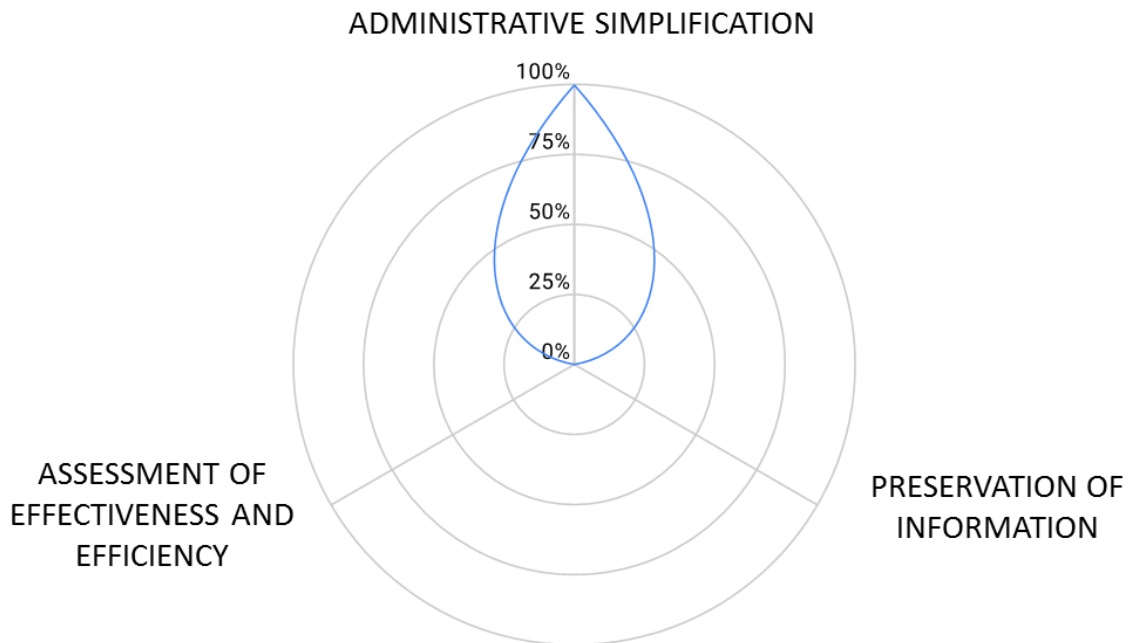 ADMINISTRATIVE SIMPLIFICATION
100%
75%
50%
25%
0%
ASSESSMENT OF
EFFECTIVENESS AND
EFFICIENCY
PRESERVATION OF
INFORMATION